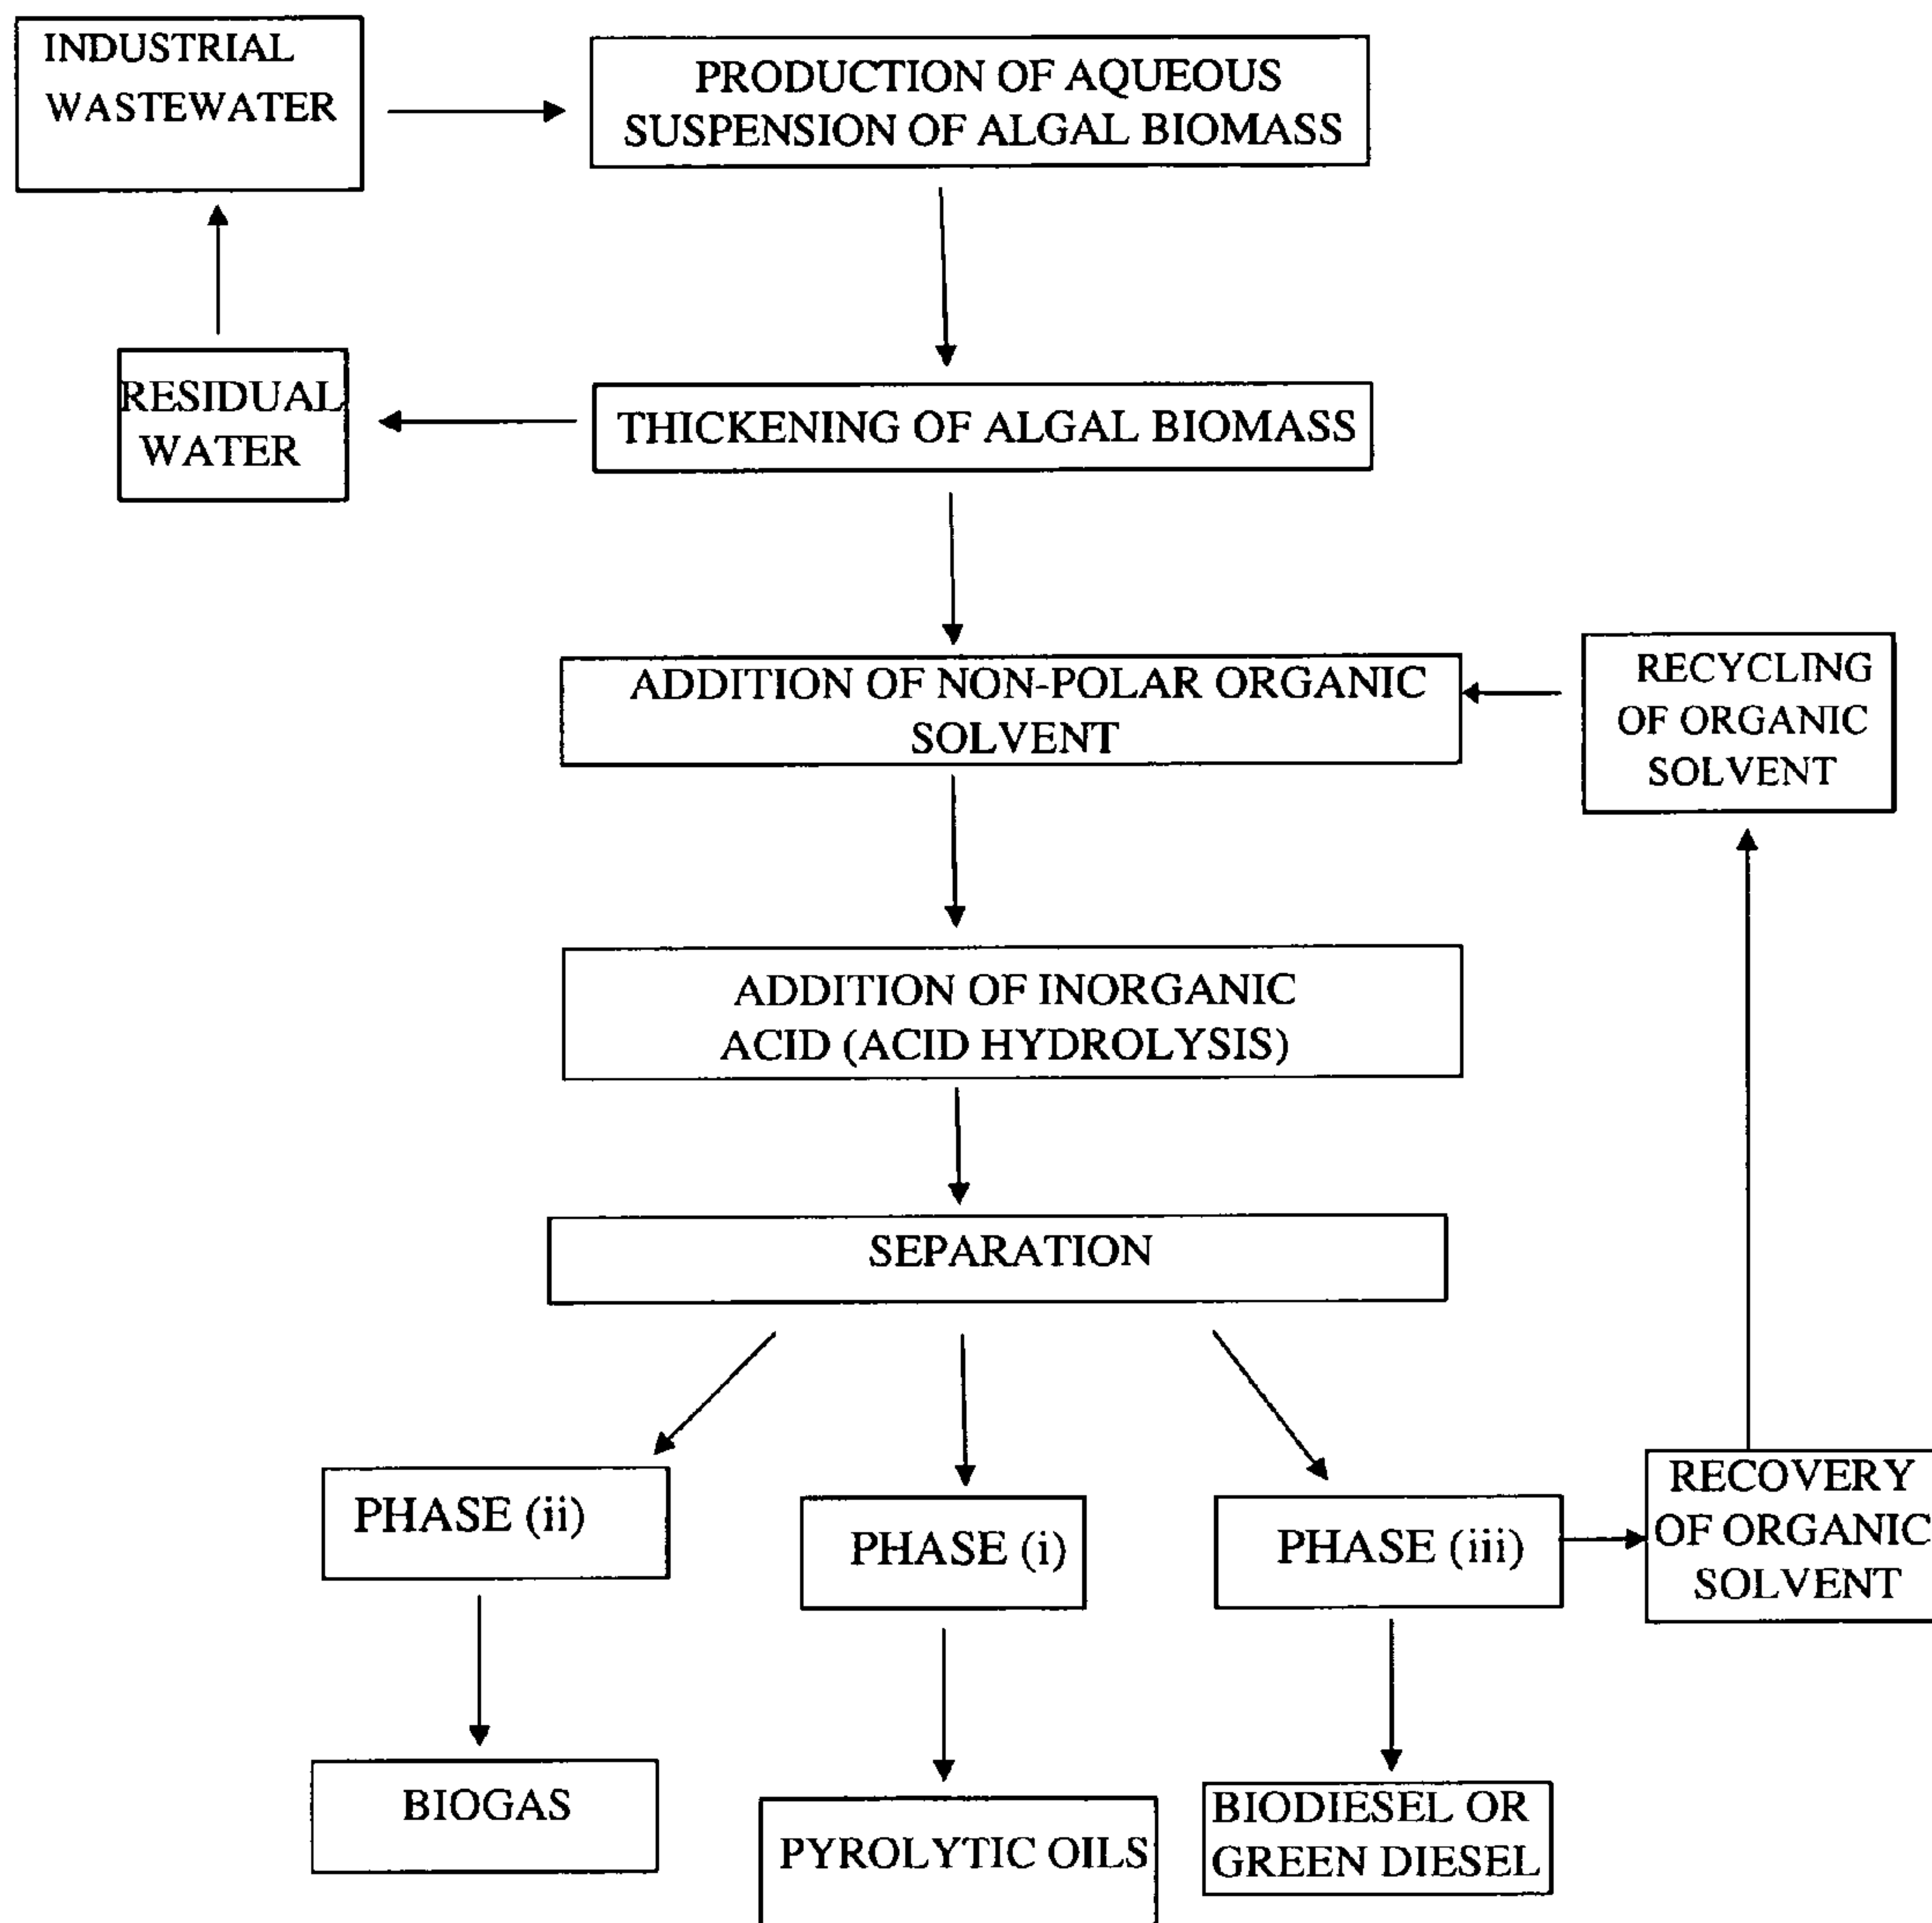 INDUSTRIAL
WASTEWATER
PRODUCTION OF AQUEOUS
SUSPENSION OF ALGAL BIOMASS
RESIDUAL
WATER
THICKENING OF ALGAL BIOMASS
ADDITION OF NON-POLAR ORGANIC
SOLVENT
RECYCLING
OF ORGANIC
SOLVENT
ADDITION OF INORGANIC
ACID (ACID HYDROLYSIS)
SEPARATION
PHASE (ii)
PHASE (i)
PHASE (iii)
RECOVERY
OF ORGANIC
SOLVENT
BIOGAS
PYROLYTIC OILS
BIODIESEL OR
GREEN DIESEL